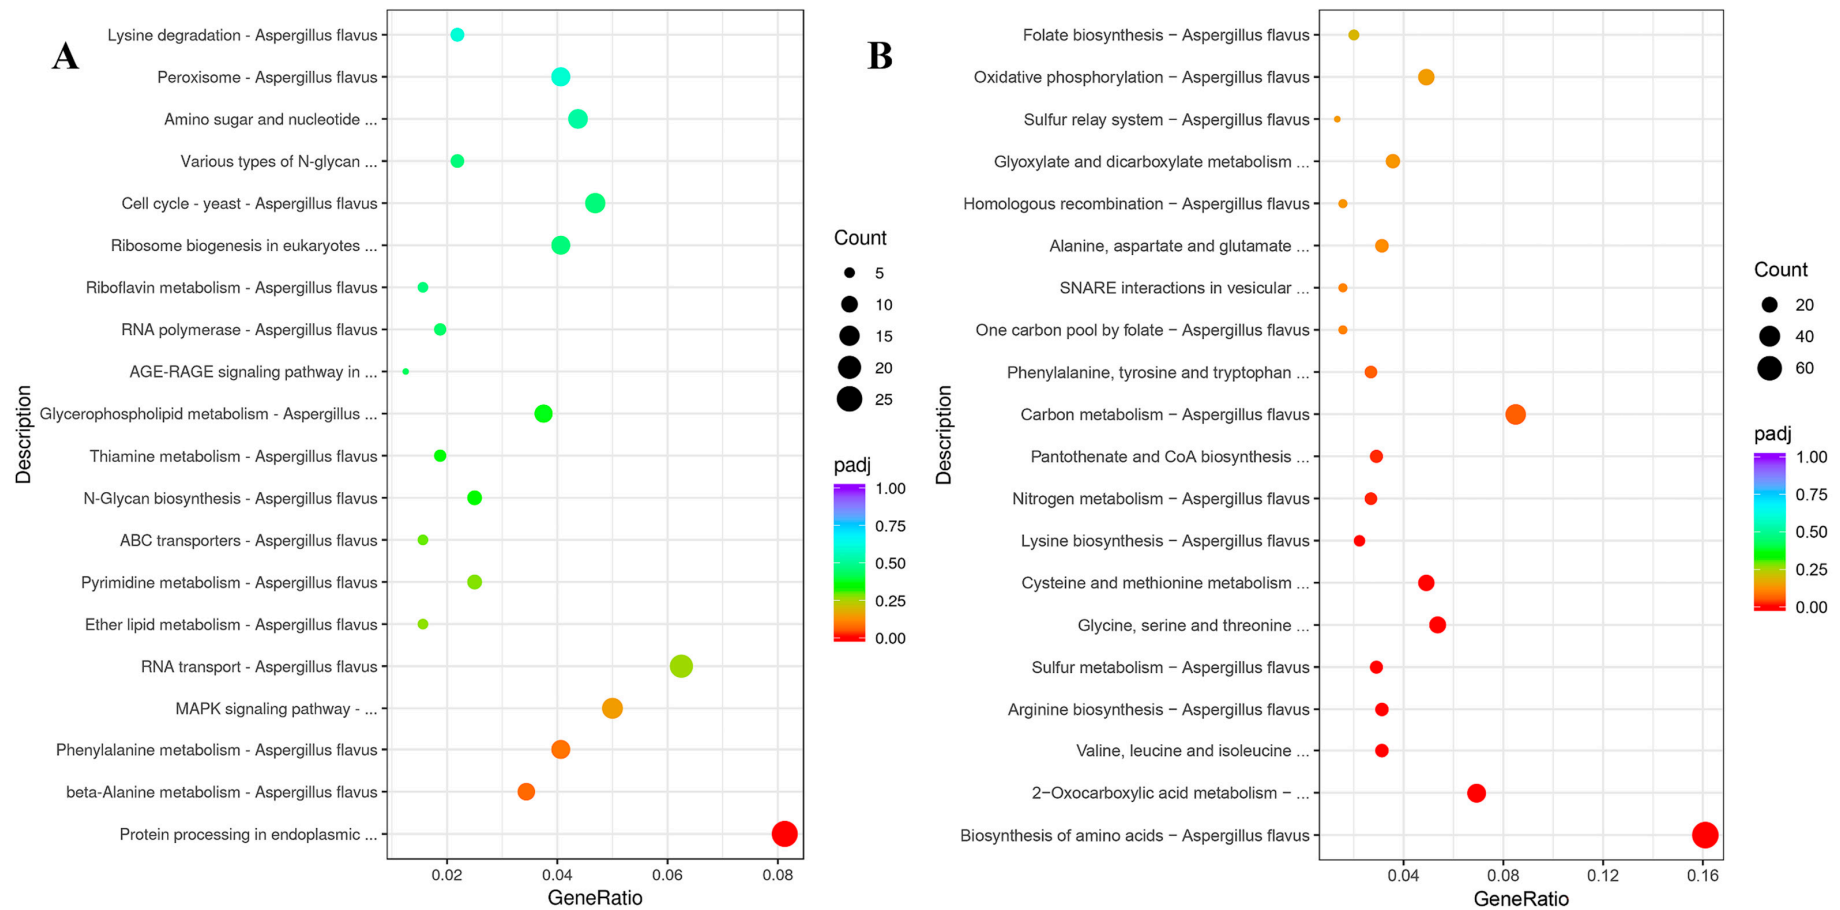 A
Description
Lysine degradation - Aspergillus flavus
Peroxisome - Aspergillus flavus
Amino sugar and nucleotide ...
Various types of N-glycan ...
Cell cycle - yeast - Aspergillus flavus
Ribosome biogenesis in eukaryotes ...
Riboflavin metabolism - Aspergillus flavus
RNA polymerase - Aspergillus flavus
AGE-RAGE signaling pathway in ...
Glycerophospholipid metabolism - Aspergillus ...
Thiamine metabolism - Aspergillus flavus
N-Glycan biosynthesis - Aspergillus flavus
ABC transporters - Aspergillus flavus
Pyrimidine metabolism - Aspergillus flavus
Ether lipid metabolism - Aspergillus flavus
RNA transport - Aspergillus flavus
MAPK signaling pathway - ...
Phenylalanine metabolism - Aspergillus flavus
beta-Alanine metabolism - Aspergillus flavus
Protein processing in endoplasmic ...
0.02 0.04 0.06 0.08
GeneRatio
Count
5
10
15
20
25
padj
1.00
0.75
0.50
0.25
0.00
B
Description
Folate biosynthesis − Aspergillus flavus
Oxidative phosphorylation − Aspergillus flavus
Sulfur relay system − Aspergillus flavus
Glyoxylate and dicarboxylate metabolism ...
Homologous recombination − Aspergillus flavus
Alanine, aspartate and glutamate ...
SNARE interactions in vesicular ...
One carbon pool by folate − Aspergillus flavus
Phenylalanine, tyrosine and tryptophan ...
Carbon metabolism − Aspergillus flavus
Pantothenate and CoA biosynthesis ...
Nitrogen metabolism − Aspergillus flavus
Lysine biosynthesis − Aspergillus flavus
Cysteine and methionine metabolism ...
Glycine, serine and threonine ...
Sulfur metabolism − Aspergillus flavus
Arginine biosynthesis − Aspergillus flavus
Valine, leucine and isoleucine ...
2−Oxocarboxylic acid metabolism − ...
Biosynthesis of amino acids − Aspergillus flavus
0.04 0.08 0.12 0.16
GeneRatio
Count
20
40
60
padj
1.00
0.75
0.50
0.25
0.00